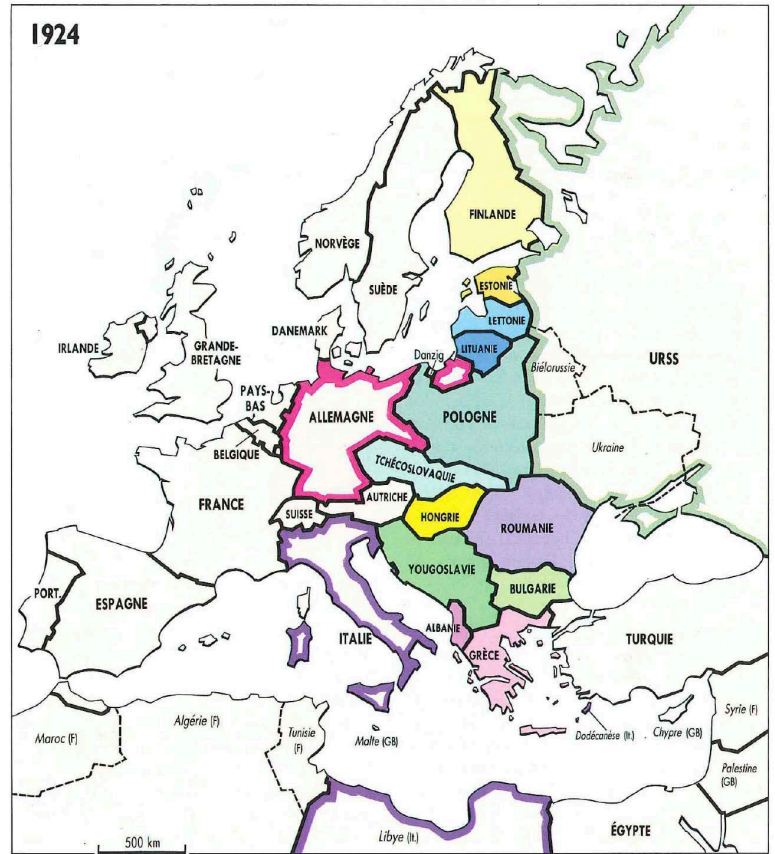 1924
FINLANDE
NORVÈGE
SUÈDE
ESTONIE
LETTONIE
LITUANIE
DANEMARK
Danzig
IRLANDE
GRANDE-
BRETAGNE
Biélorussie
URSS
PAYS-
BAS
ALLEMAGNE
POLOGNE
BELGIQUE
Ukraine
TCHÉCOSLOVAQUIE
FRANCE
AUTRICHE
SUISSE
HONGRIE
ROUMANIE
YOUGOSLAVIE
BULGARIE
PORT.
ESPAGNE
ITALIE
ALBANIE
GRÈCE
TURQUIE
Maroc (F)
Algérie (F)
Tunisie
(F)
Malte (GB)
Dodécanèse (It.)
Chypre (GB)
Syrie (F)
Palestine
(GB)
Libye (It.)
ÉGYPTE
500 km